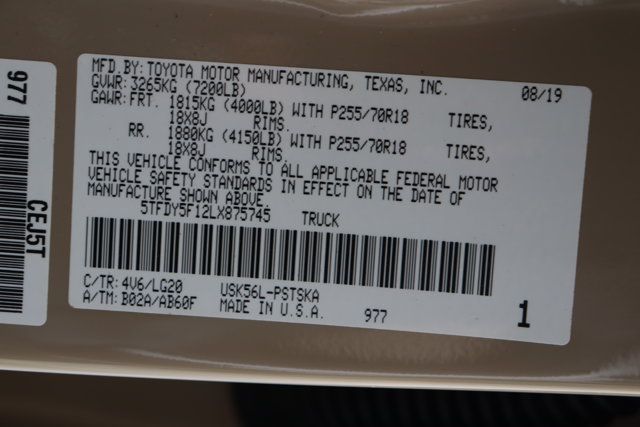 MFD BY: TOYOTA MOTOR MANUFACTURING, TEXAS, INC. 08/19
GVWR: 3265KG (7200LB)
GAWR: FRT. 1815KG (4000LB) WITH P255/70R18 TIRES,
18X8J RIMS.
RR. 1880KG (4150LB) WITH P255/70R18 TIRES,
18X8J RIMS.
THIS VEHICLE CONFORMS TO ALL APPLICABLE FEDERAL MOTOR
VEHICLE SAFETY STANDARDS IN EFFECT ON THE DATE OF
MANUFACTURE SHOWN ABOVE.
5TFDY5F12LX875745 TRUCK
C/TR: 4V6/LG20 USK56L-PSTSKA
A/TM: B02A/AB60F MADE IN U.S.A. 977 1
977
CEJ5T